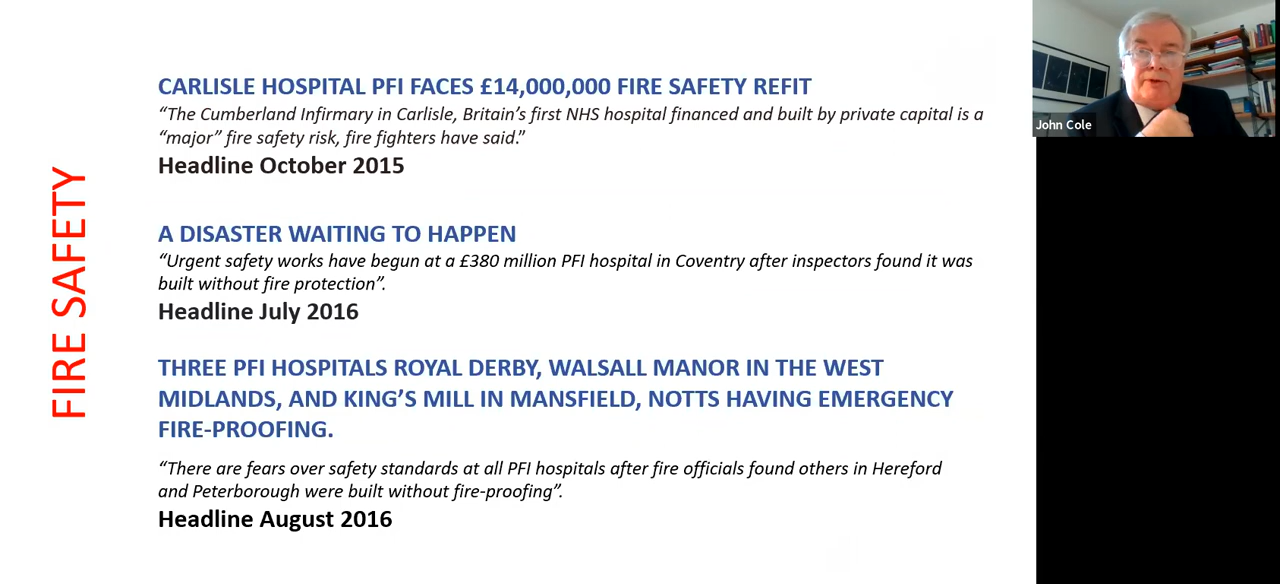 FIRE SAFETY
CARLISLE HOSPITAL PFI FACES £14,000,000 FIRE SAFETY REFIT
“The Cumberland Infirmary in Carlisle, Britain’s first NHS hospital financed and built by private capital is a
“major” fire safety risk, fire fighters have said.”
Headline October 2015
A DISASTER WAITING TO HAPPEN
“Urgent safety works have begun at a £380 million PFI hospital in Coventry after inspectors found it was
built without fire protection”.
Headline July 2016
THREE PFI HOSPITALS ROYAL DERBY, WALSALL MANOR IN THE WEST
MIDLANDS, AND KING’S MILL IN MANSFIELD, NOTTS HAVING EMERGENCY
FIRE-PROOFING.
“There are fears over safety standards at all PFI hospitals after fire officials found others in Hereford
and Peterborough were built without fire-proofing”.
Headline August 2016
John Cole